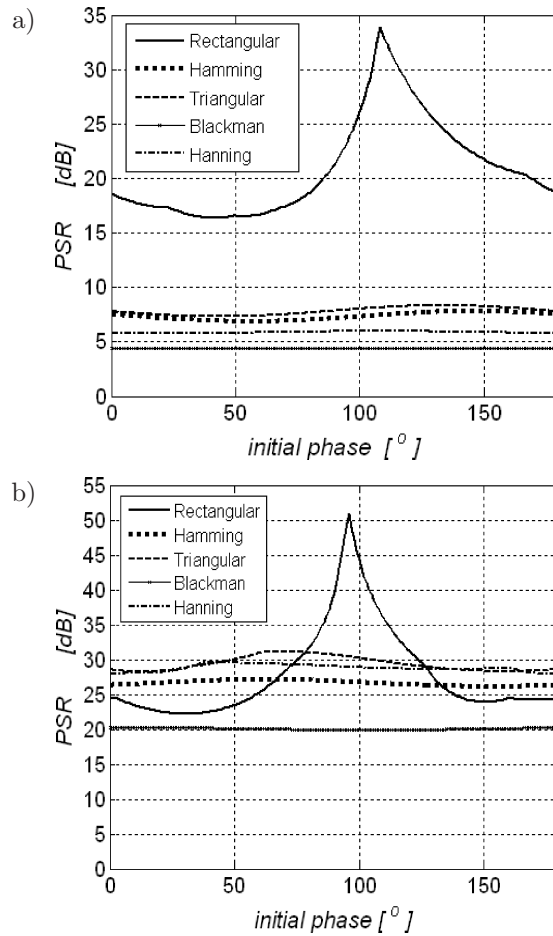 a)
35
30
25
20
15
10
5
0
PSR [dB]
Rectangular
Hamming
Triangular
Blackman
Hanning
0 50 100 150
initial phase [ ⁰ ]
b)
55
50
45
40
35
30
25
20
15
10
5
0
PSR [dB]
Rectangular
Hamming
Triangular
Blackman
Hanning
0 50 100 150
initial phase [ ⁰ ]